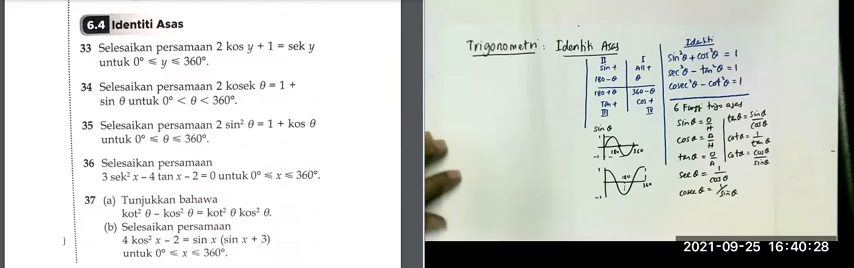 6.4 Identiti Asas
33 Selesaikan persamaan 2 kos y + 1 = sek y
untuk 0° ⩽ y ⩽ 360°.
34 Selesaikan persamaan 2 kosek θ = 1 +
sin θ untuk 0° < θ < 360°.
35 Selesaikan persamaan 2 sin² θ = 1 + kos θ
untuk 0° ⩽ θ ⩽ 360°.
36 Selesaikan persamaan
3 sek² x – 4 tan x – 2 = 0 untuk 0° ⩽ x ⩽ 360°.
37 (a) Tunjukkan bahawa
kot² θ – kos² θ = kot² θ kos² θ.
(b) Selesaikan persamaan
4 kos² x – 2 = sin x (sin x + 3)
untuk 0° ⩽ x ⩽ 360°.
Trigonometri : Identiti Asas
II I
Sin + All +
180 - θ θ
180 + θ 360 - θ
Tan + Cos +
III IV
Sin θ
1
180 360
-1
1
180 360
-1
Identiti
sin²θ + cos²θ = 1
sec²θ - tan²θ = 1
cosec²θ - cot²θ = 1
6 Fungsi trigo asas
Sin θ = O/H
cos θ = A/H
tan θ = O/A
sec θ = 1/cos θ
cosec θ = 1/sin θ
tan θ = sin θ/cos θ
cot θ = 1/tan θ
cot θ = cos θ/sin θ
2021-09-25 16:40:28